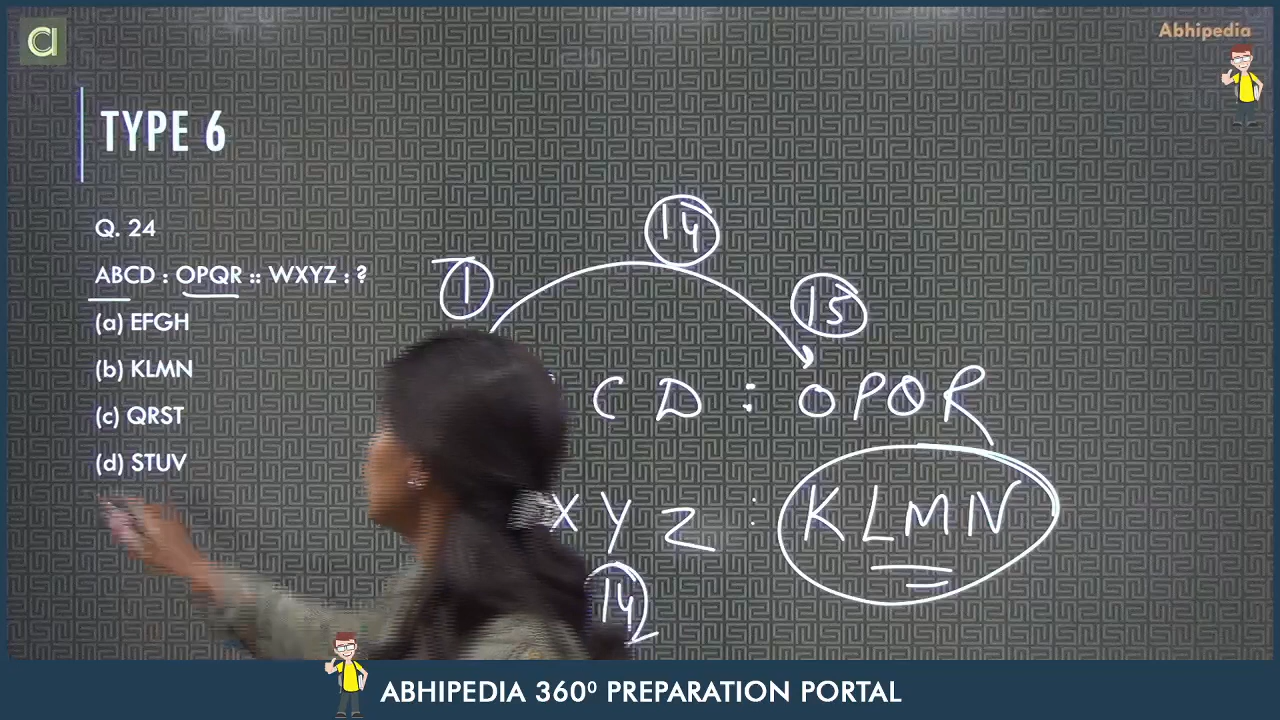 a
Abhipedia
TYPE 6
Q. 24
ABCD : OPQR :: WXYZ : ?
(a) EFGH
(b) KLMN
(c) QRST
(d) STUV
14
1
15
C D : O P Q R
X Y Z : K L M N
14
ABHIPEDIA 360⁰ PREPARATION PORTAL